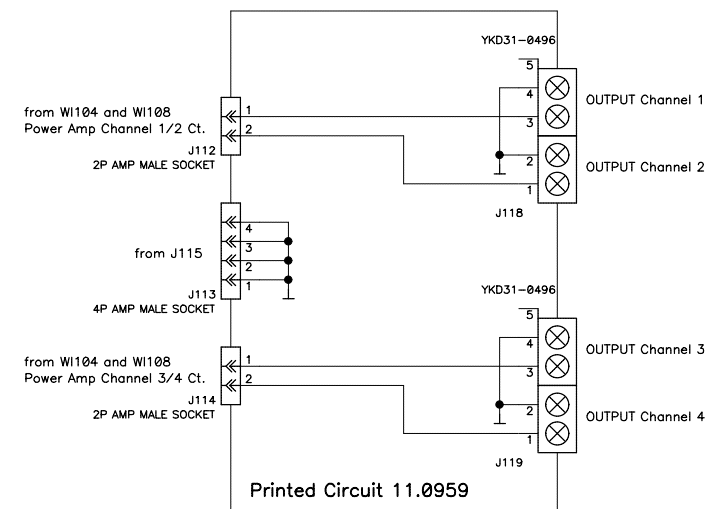 YKD31-0496
5
4
3
2
1
OUTPUT Channel 1
OUTPUT Channel 2
J118
from WI104 and WI108
Power Amp Channel 1/2 Ct.
1
2
J112
2P AMP MALE SOCKET
from J115
4
3
2
1
J113
4P AMP MALE SOCKET
YKD31-0496
5
4
3
2
1
OUTPUT Channel 3
OUTPUT Channel 4
J119
from WI104 and WI108
Power Amp Channel 3/4 Ct.
1
2
J114
2P AMP MALE SOCKET
Printed Circuit 11.0959